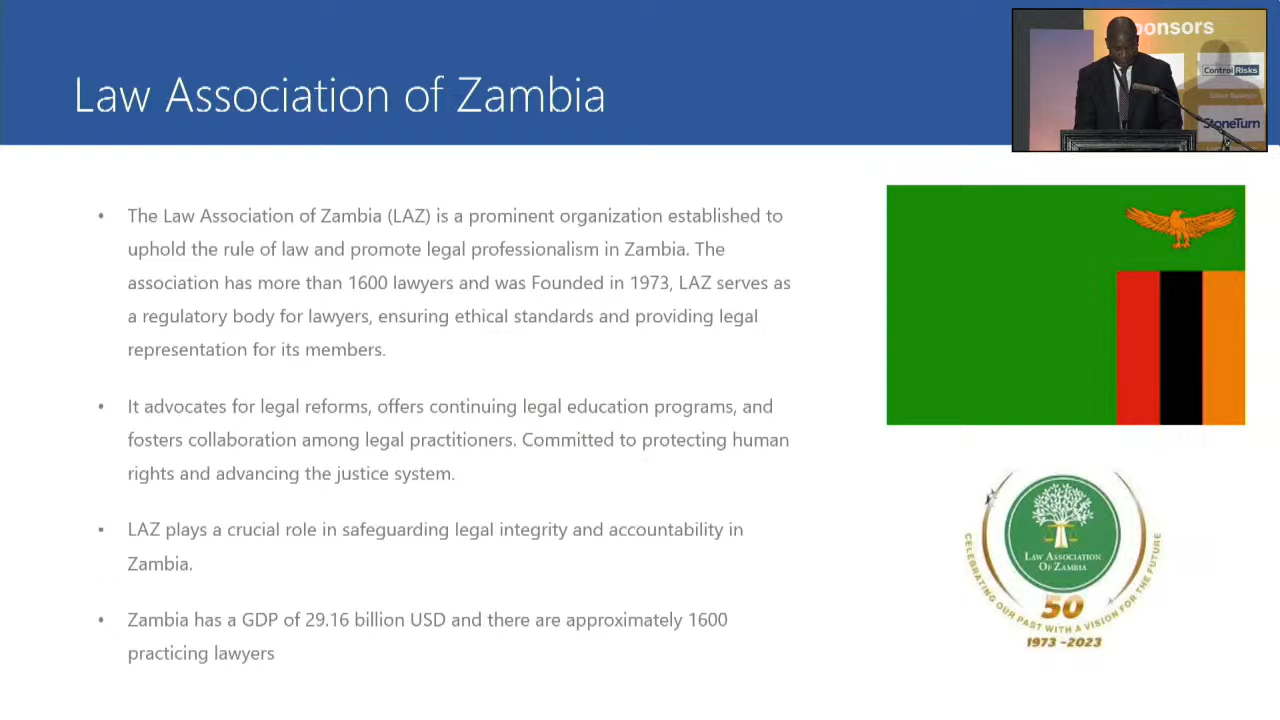 Law Association of Zambia
Sponsors
Control Risks
Silver Sponsor
StoneTurn
• The Law Association of Zambia (LAZ) is a prominent organization established to
uphold the rule of law and promote legal professionalism in Zambia. The
association has more than 1600 lawyers and was Founded in 1973, LAZ serves as
a regulatory body for lawyers, ensuring ethical standards and providing legal
representation for its members.
• It advocates for legal reforms, offers continuing legal education programs, and
fosters collaboration among legal practitioners. Committed to protecting human
rights and advancing the justice system.
• LAZ plays a crucial role in safeguarding legal integrity and accountability in
Zambia.
• Zambia has a GDP of 29.16 billion USD and there are approximately 1600
practicing lawyers
LAW ASSOCIATION
OF ZAMBIA
CELEBRATING OUR PAST WITH A VISION FOR THE FUTURE
50
1973 -2023